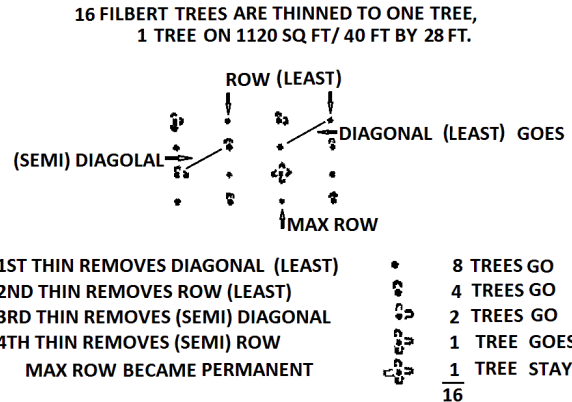 16 FILBERT TREES ARE THINNED TO ONE TREE,
1 TREE ON 1120 SQ FT/ 40 FT BY 28 FT.
ROW (LEAST)
DIAGONAL (LEAST) GOES
(SEMI) DIAGOLAL
MAX ROW
1ST THIN REMOVES DIAGONAL (LEAST) 8 TREES GO
2ND THIN REMOVES ROW (LEAST) 4 TREES GO
3RD THIN REMOVES (SEMI) DIAGONAL 2 TREES GO
4TH THIN REMOVES (SEMI) ROW 1 TREE GOES
MAX ROW BECAME PERMANENT 1 TREE STAY
16